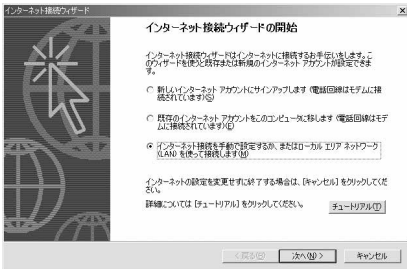 インターネット接続ウィザード
インターネット接続ウィザードの開始
インターネット接続ウィザードはインターネットに接続するお手伝いをします。こ
のウィザードを使うと既存または新規のインターネット アカウントが設定できま
す。
新しいインターネット アカウントにサインアップします (電話回線はモデムに接
続されています)(S)
既存のインターネット アカウントをこのコンピュータに移します (電話回線はモデ
ムに接続されています)(E)
インターネット接続を手動で設定するか、またはローカル エリア ネットワーク
(LAN) を使って接続します(M)
インターネットの設定を変更せずに終了する場合は、[キャンセル] をクリックしてくだ
さい。
詳細については [チュートリアル] をクリックしてください。
チュートリアル(T)
< 戻る(B)
次へ(N) >
キャンセル